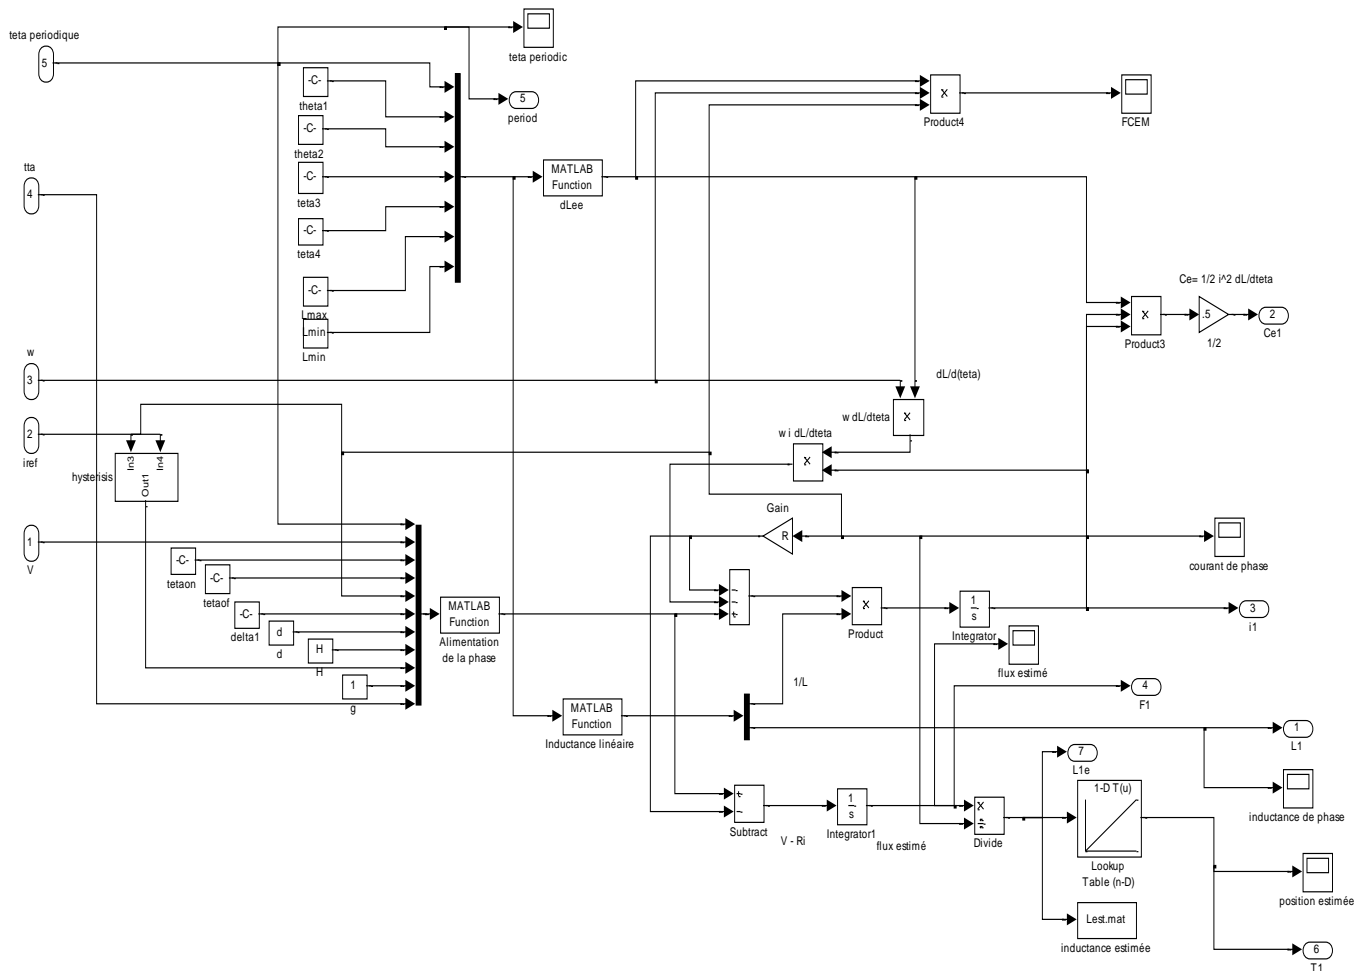 teta periodique
5
teta periodic
-C-
theta1
5
period
-C-
theta2
X
Product4
FCEM
tta
4
-C-
teta3
MATLAB
Function
dLee
-C-
teta4
-C-
Lmax
Lmin
Lmin
Ce= 1/2 i^2 dL/dteta
X
Product3
.5
1/2
2
Ce1
w
3
dL/d(teta)
w dL/dteta
X
iref
2
w i dL/dteta
X
hysterisis
In3
In4
Out1
Gain
R
courant de phase
1
V
-C-
tetaon
-C-
tetaof
-C-
delta1
d
d
H
H
1
g
MATLAB
Function
Alimentation
de la phase
−
−
+
X
Product
1
s
Integrator
3
i1
flux estimé
1/L
4
F1
MATLAB
Function
Inductance linéaire
1
L1
7
L1e
inductance de phase
+
−
Subtract
V - Ri
1
s
Integrator1
flux estimé
X
÷
Divide
1-D T(u)
Lookup
Table (n-D)
position estimée
Lest.mat
inductance estimée
6
T1